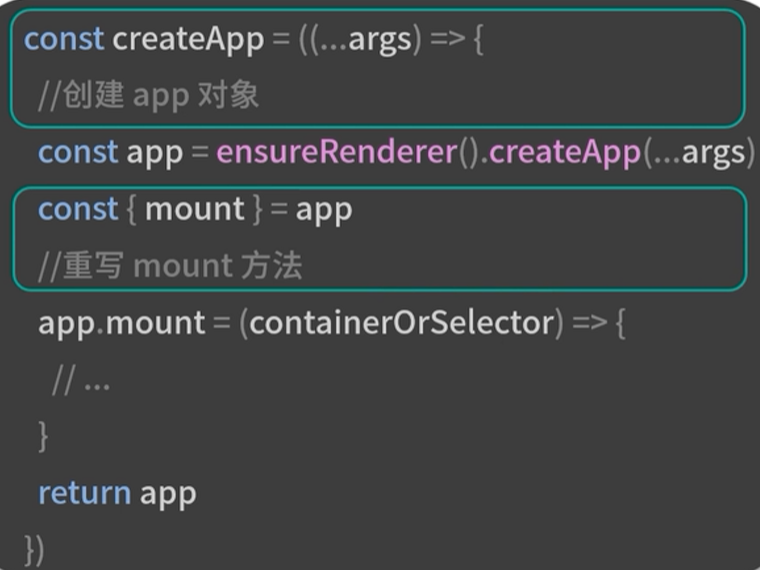 const createApp = ((...args) => {
//创建 app 对象
const app = ensureRenderer().createApp(...args)
const { mount } = app
//重写 mount 方法
app.mount = (containerOrSelector) => {
// ...
}
return app
})